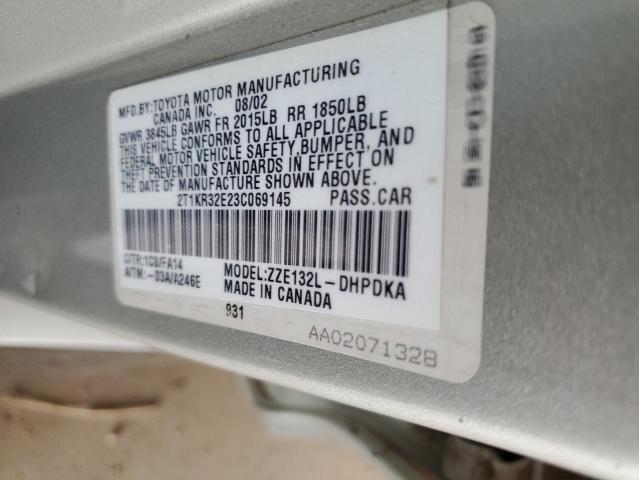 MFD.BY:TOYOTA MOTOR MANUFACTURING
CANADA INC. 08/02
GVWR 3845LB GAWR FR 2015LB RR 1850LB
THIS VEHICLE CONFORMS TO ALL APPLICABLE
FEDERAL MOTOR VEHICLE SAFETY,BUMPER, AND
THEFT PREVENTION STANDARDS IN EFFECT ON
THE DATE OF MANUFACTURE SHOWN ABOVE.
2T1KR32E23C069145 PASS.CAR
C/TR:1C8/FA14
A/TM:-03A/A246E
MODEL:ZZE132L-DHPDKA
MADE IN CANADA
931
AA02071328